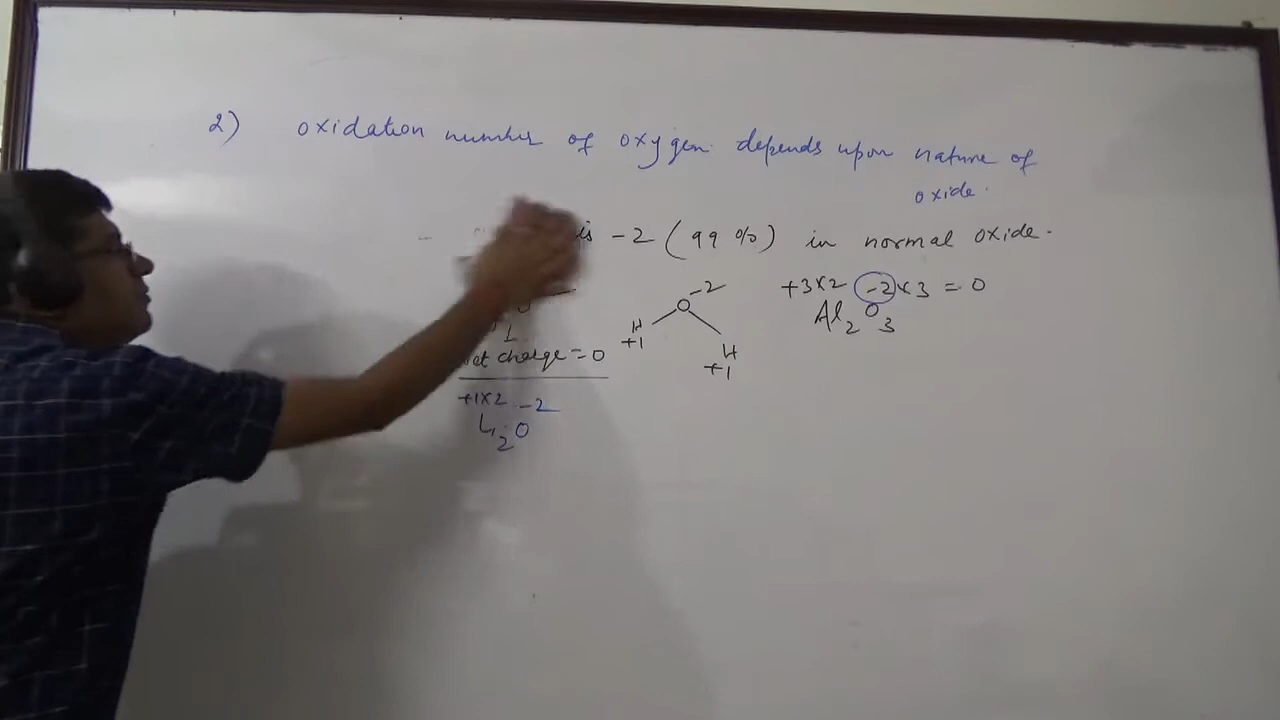 2) oxidation number of oxygen depends upon nature of
oxide.
is -2 (99 %) in normal oxide.
-2
O
H
+1
H
+1
+3×2 -2×3 = 0
Al2O3
charge = 0
+1×2 -2
Li2O